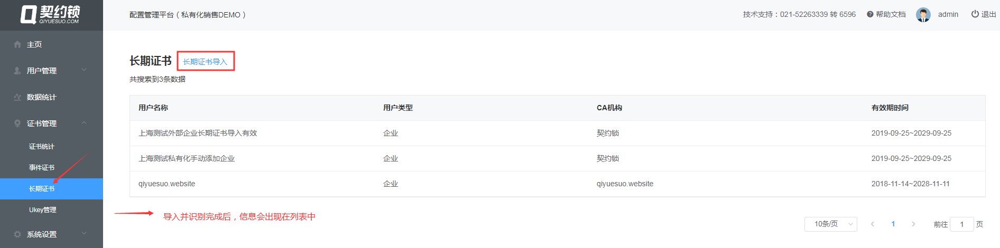 契约锁
QIYUESUO.COM
配置管理平台（私有化销售DEMO）
技术支持：021-52263339 转 6596
帮助文档
admin
退出
主页
用户管理
数据统计
证书管理
证书统计
事件证书
长期证书
Ukey管理
系统设置
长期证书 长期证书导入
共搜索到3条数据
用户名称 用户类型 CA机构 有效期时间
上海测试外部企业长期证书导入有效 企业 契约锁 2019-09-25~2029-09-25
上海测试私有化手动添加企业 企业 契约锁 2019-09-25~2029-09-25
qiyuesuo.website 企业 qiyuesuo.website 2018-11-14~2028-11-11
导入并识别完成后，信息会出现在列表中
10条/页 1 前往 1 页